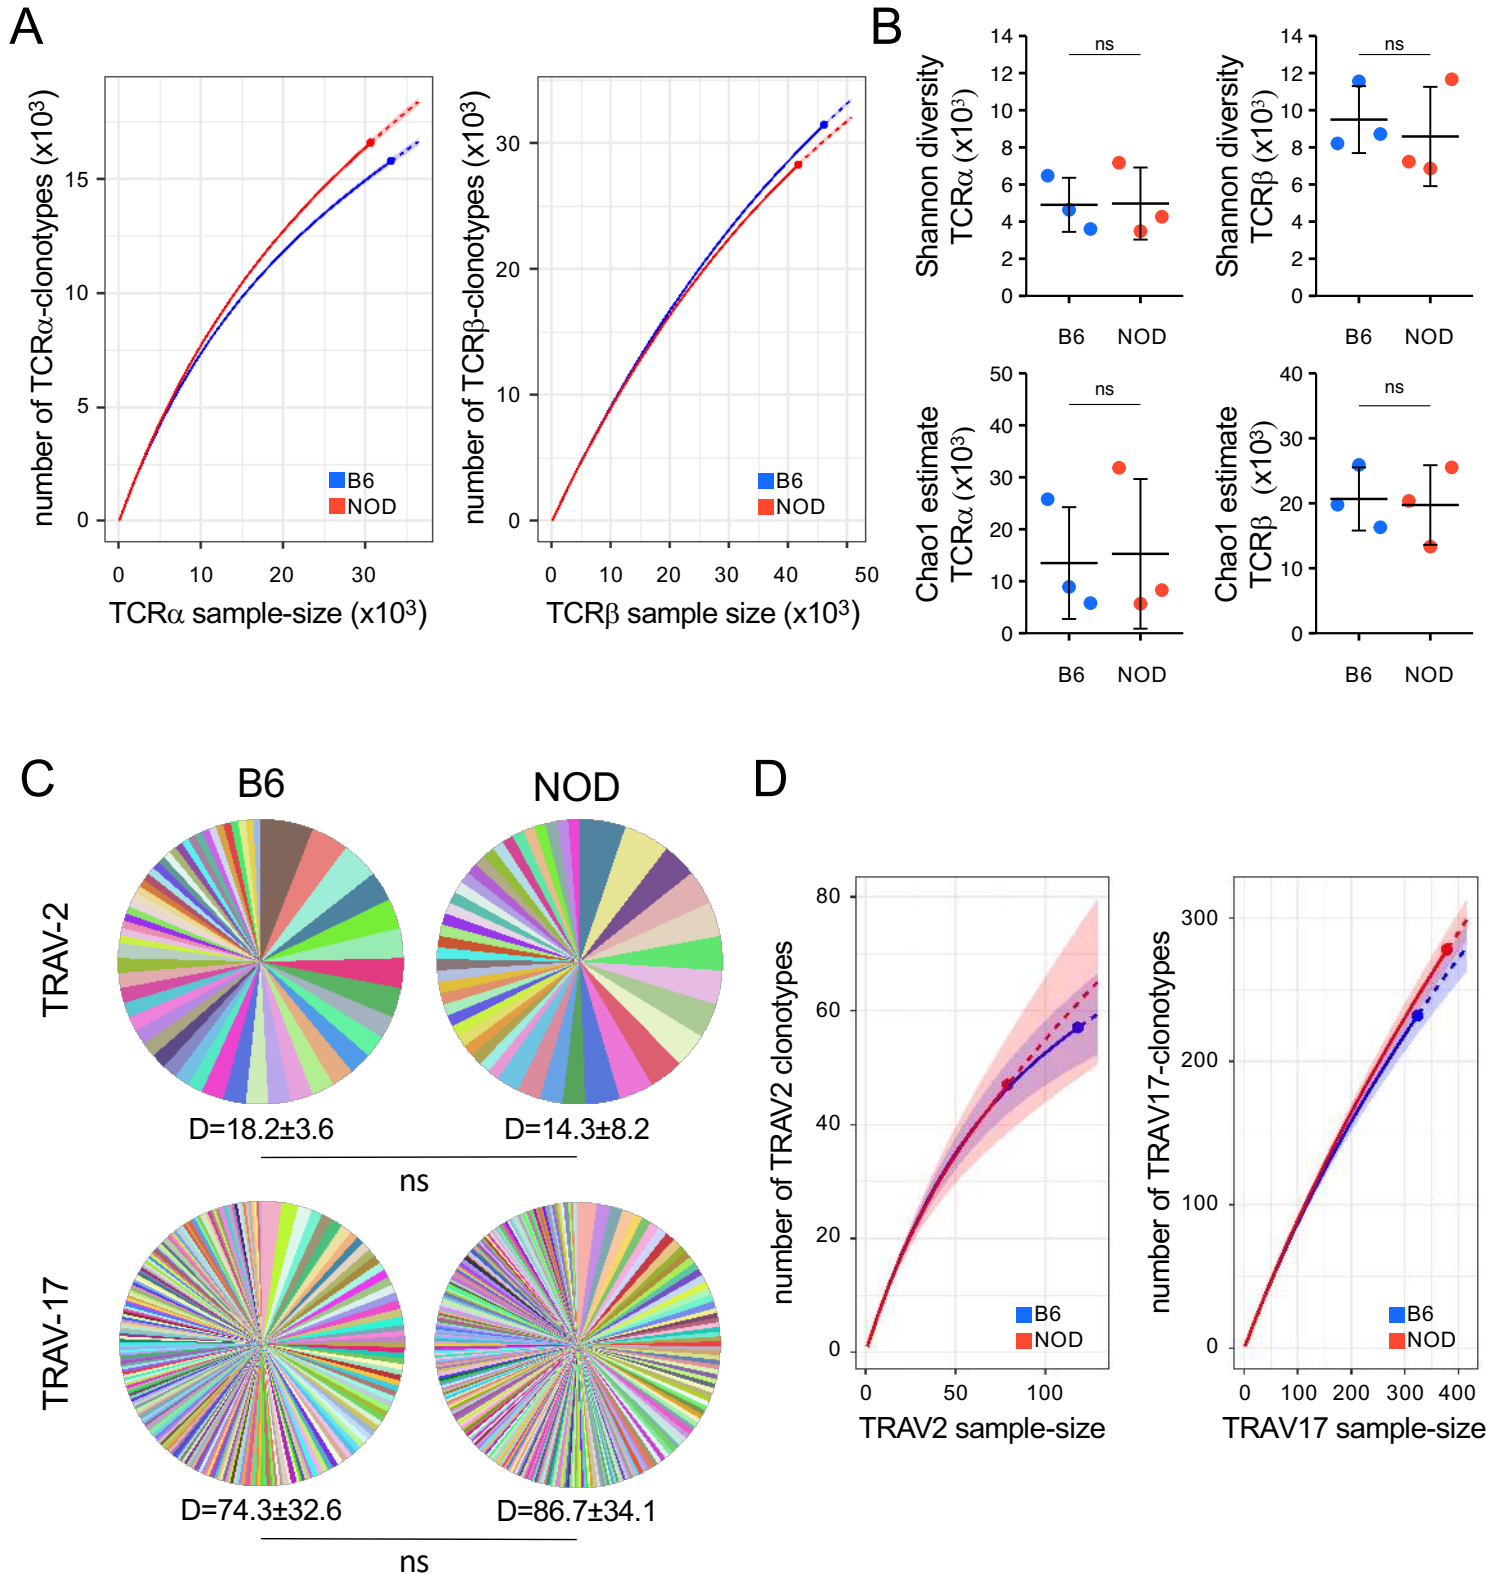 A
number of TCRα-clonotypes (x10³)
15
10
5
0
B6
NOD
0 10 20 30
TCRα sample-size (x10³)
number of TCRβ-clonotypes (x10³)
30
20
10
0
B6
NOD
0 10 20 30 40 50
TCRβ sample size (x10³)
B
Shannon diversity
TCRα (x10³)
14
12
10
8
6
4
2
0
ns
B6 NOD
Shannon diversity
TCRβ (x10³)
14
12
10
8
6
4
2
0
ns
B6 NOD
Chao1 estimate
TCRα (x10³)
50
40
30
20
10
0
ns
B6 NOD
Chao1 estimate
TCRβ (x10³)
40
30
20
10
0
ns
B6 NOD
C
B6 NOD
TRAV-2
D=18.2±3.6 D=14.3±8.2
ns
TRAV-17
D=74.3±32.6 D=86.7±34.1
ns
D
number of TRAV2 clonotypes
80
60
40
20
0
B6
NOD
0 50 100
TRAV2 sample-size
number of TRAV17-clonotypes
300
200
100
0
B6
NOD
0 100 200 300 400
TRAV17 sample-size